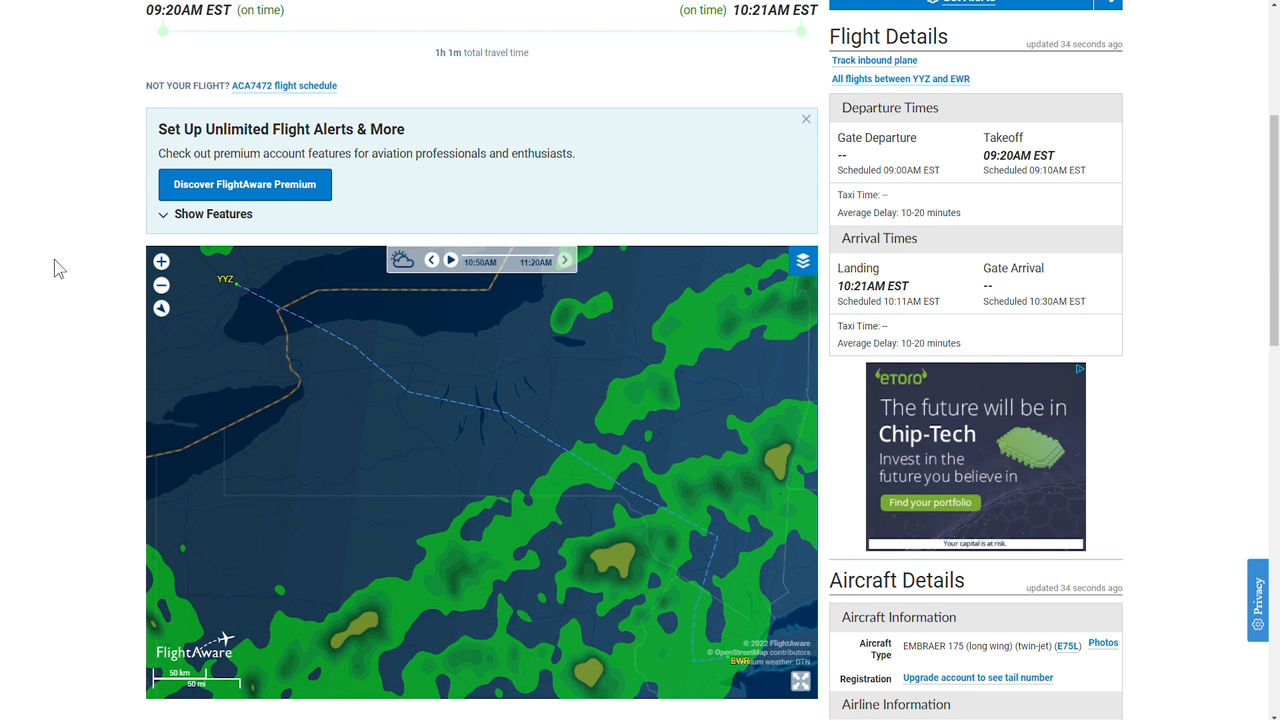 09:20AM EST (on time)
(on time) 10:21AM EST
1h 1m total travel time
NOT YOUR FLIGHT? ACA7472 flight schedule
Set Up Unlimited Flight Alerts & More
Check out premium account features for aviation professionals and enthusiasts.
Discover FlightAware Premium
Show Features
10:50AM 11:20AM
YYZ
EWR
FlightAware
50 km
50 mi
© 2022 FlightAware
© OpenStreetMap contributors
weather: DTN
Flight Details
updated 34 seconds ago
Track inbound plane
All flights between YYZ and EWR
Departure Times
Gate Departure
--
Scheduled 09:00AM EST
Takeoff
09:20AM EST
Scheduled 09:10AM EST
Taxi Time: --
Average Delay: 10-20 minutes
Arrival Times
Landing
10:21AM EST
Scheduled 10:11AM EST
Gate Arrival
--
Scheduled 10:30AM EST
Taxi Time: --
Average Delay: 10-20 minutes
eToro
The future will be in
Chip-Tech
Invest in the
future you believe in
Find your portfolio
Your capital is at risk.
Aircraft Details
updated 34 seconds ago
Aircraft Information
Aircraft Type
EMBRAER 175 (long wing) (twin-jet) (E75L)
Photos
Registration
Upgrade account to see tail number
Airline Information
Privacy